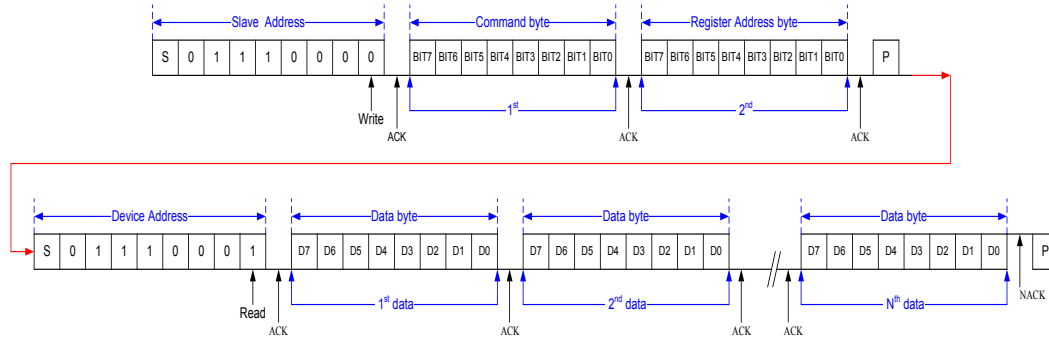 Slave Address Command byte Register Address byte
S 0 1 1 1 0 0 0 0 BIT7 BIT6 BIT5 BIT4 BIT3 BIT2 BIT1 BIT0 BIT7 BIT6 BIT5 BIT4 BIT3 BIT2 BIT1 BIT0 P
1st 2nd
Write ACK ACK ACK
Device Address Data byte Data byte Data byte
S 0 1 1 1 0 0 0 1 D7 D6 D5 D4 D3 D2 D1 D0 D7 D6 D5 D4 D3 D2 D1 D0 D7 D6 D5 D4 D3 D2 D1 D0 P
NACK
1st data 2nd data // Nth data
Read ACK ACK ACK ACK